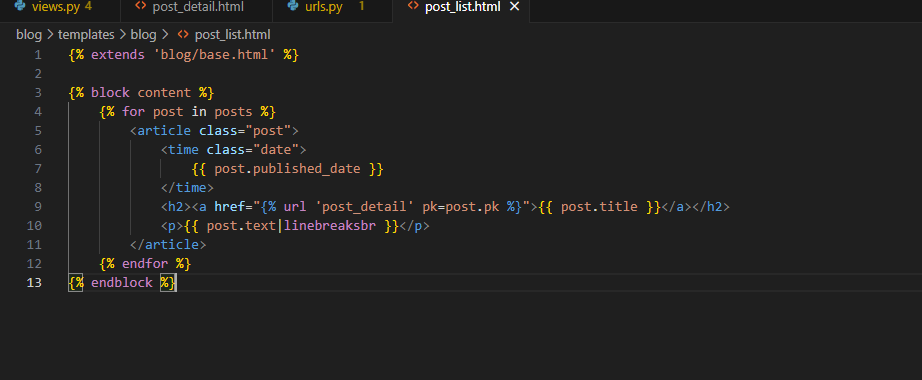 views.py 4 post_detail.html urls.py 1 post_list.html
blog > templates > blog > post_list.html
1 {% extends 'blog/base.html' %}
2
3 {% block content %}
4 {% for post in posts %}
5 <article class="post">
6 <time class="date">
7 {{ post.published_date }}
8 </time>
9 <h2><a href="{% url 'post_detail' pk=post.pk %}">{{ post.title }}</a></h2>
10 <p>{{ post.text|linebreaksbr }}</p>
11 </article>
12 {% endfor %}
13 {% endblock %}